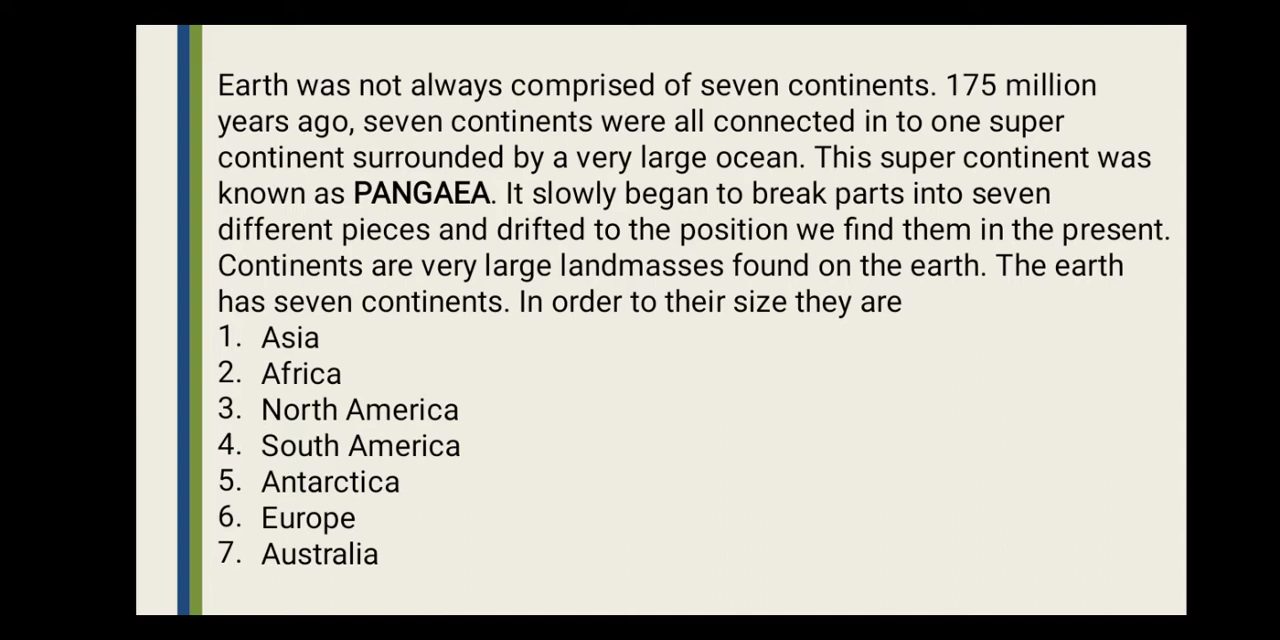 Earth was not always comprised of seven continents. 175 million
years ago, seven continents were all connected in to one super
continent surrounded by a very large ocean. This super continent was
known as PANGAEA. It slowly began to break parts into seven
different pieces and drifted to the position we find them in the present.
Continents are very large landmasses found on the earth. The earth
has seven continents. In order to their size they are
1. Asia
2. Africa
3. North America
4. South America
5. Antarctica
6. Europe
7. Australia